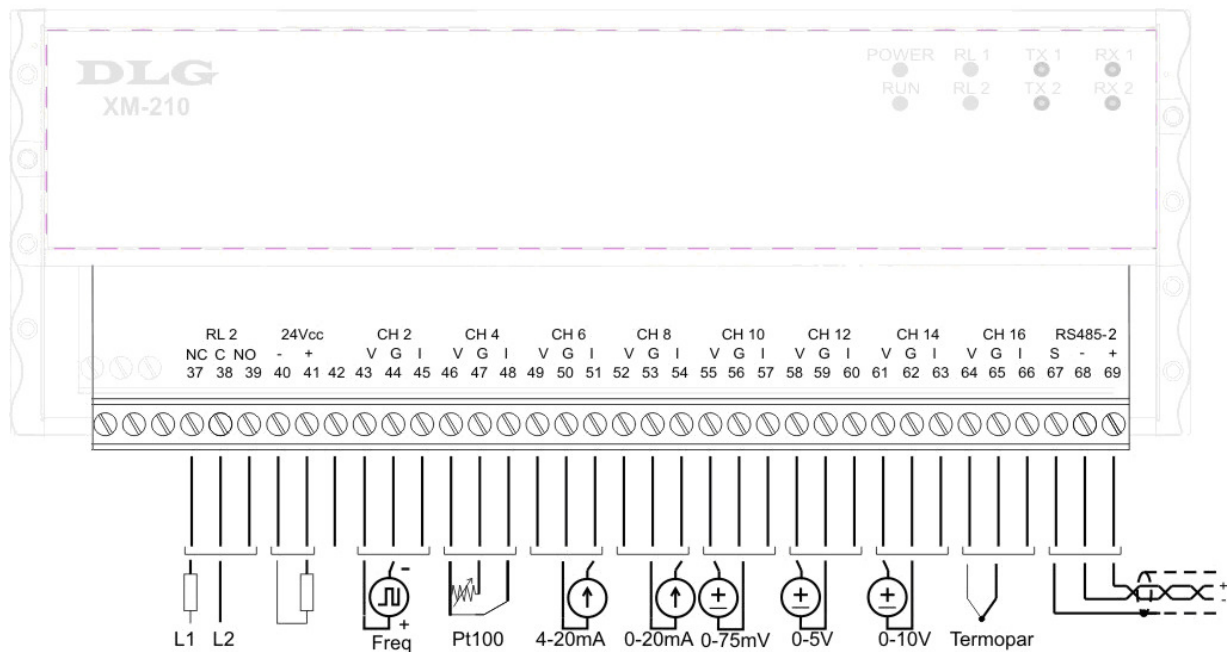 POWER RL 1 TX 1 RX 1
DLG
XM-210
RUN RL 2 TX 2 RX 2
RL 2 24Vcc CH 2 CH 4 CH 6 CH 8 CH 10 CH 12 CH 14 CH 16 RS485-2
NC C NO - + V G I V G I V G I V G I V G I V G I V G I V G I S - +
37 38 39 40 41 42 43 44 45 46 47 48 49 50 51 52 53 54 55 56 57 58 59 60 61 62 63 64 65 66 67 68 69
-
+
+
-
+
L1 L2 Freq Pt100 4-20mA 0-20mA 0-75mV 0-5V 0-10V Termopar